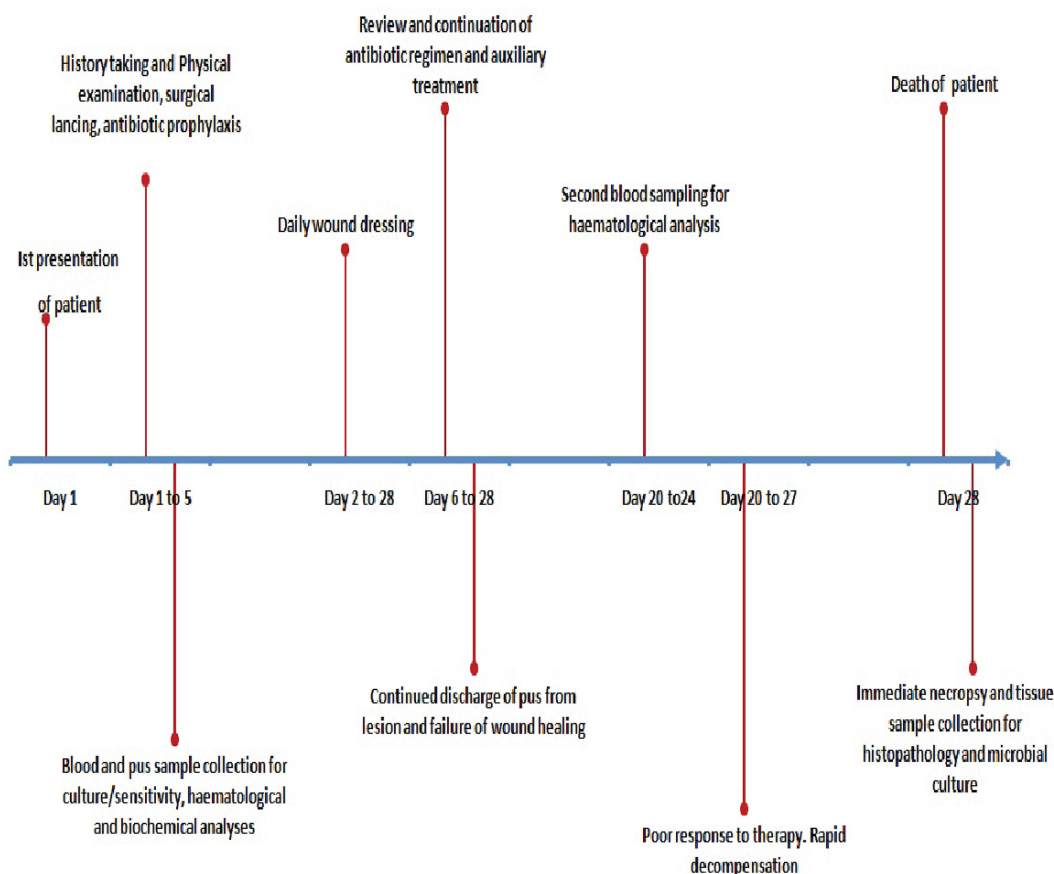 History taking and Physical
examination, surgical
lancing, antibiotic prophylaxis
Review and continuation of
antibiotic regimen and auxiliary
treatment
Death of patient
Ist presentation
of patient
Daily wound dressing
Second blood sampling for
haematological analysis
Day 1
Day 1 to 5
Day 2 to 28
Day 6 to 28
Day 20 to24
Day 20 to 27
Day 28
Blood and pus sample collection for
culture/sensitivity, haematological
and biochemical analyses
Continued discharge of pus from
lesion and failure of wound healing
Poor response to therapy. Rapid
decompensation
Immediate necropsy and tissue
sample collection for
histopathology and microbial
culture